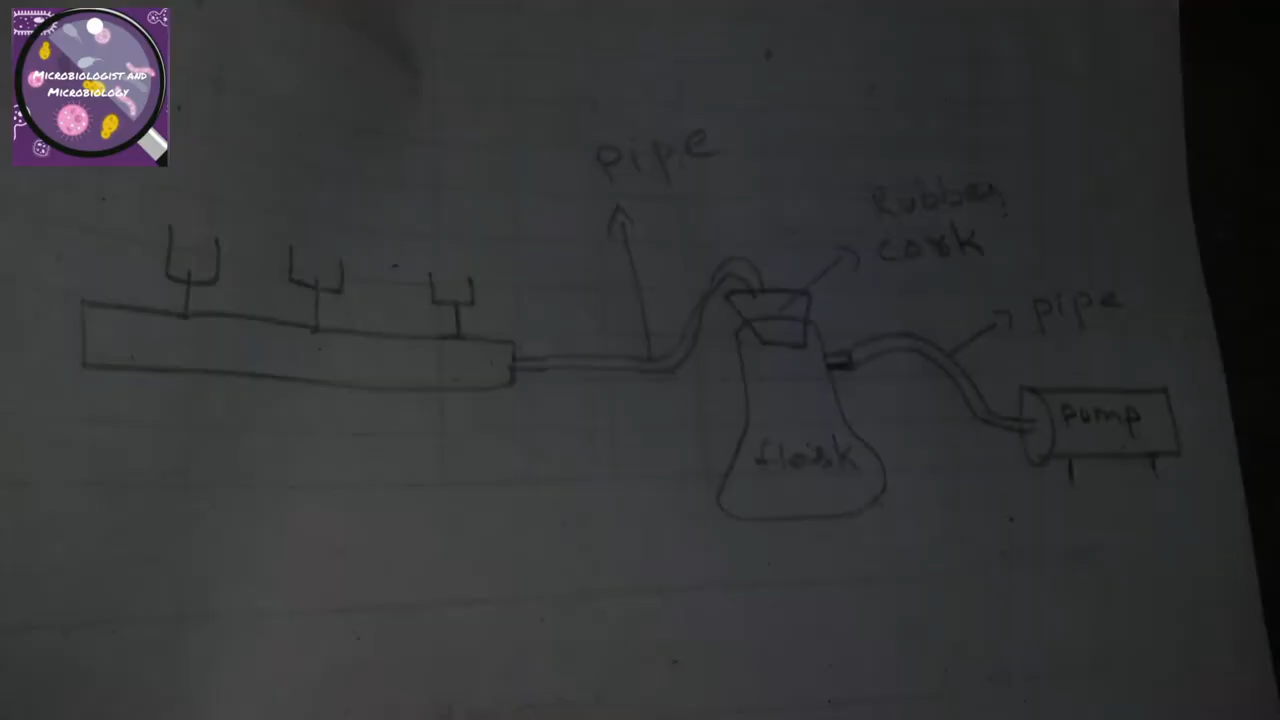 MICROBIOLOGIST AND
MICROBIOLOGY
pipe
Rubber
cork
pipe
pump
flask